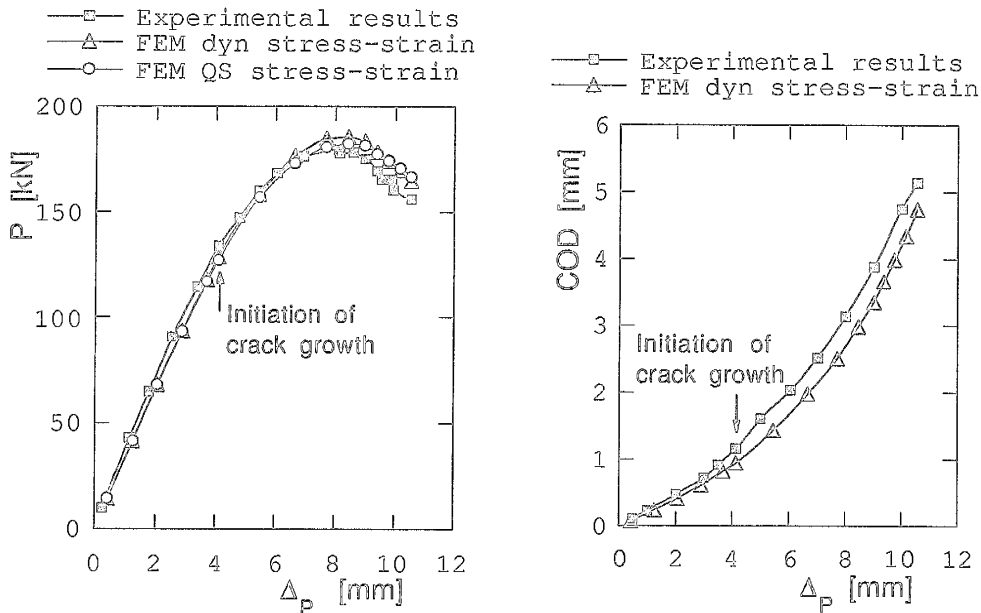 Experimental results
FEM dyn stress-strain
FEM QS stress-strain
200
150
100
50
0
P [kN]
Initiation of
crack growth
0 2 4 6 8 10 12
Δ_P [mm]
Experimental results
FEM dyn stress-strain
6
5
4
3
2
1
0
COD [mm]
Initiation of
crack growth
0 2 4 6 8 10 12
Δ_P [mm]